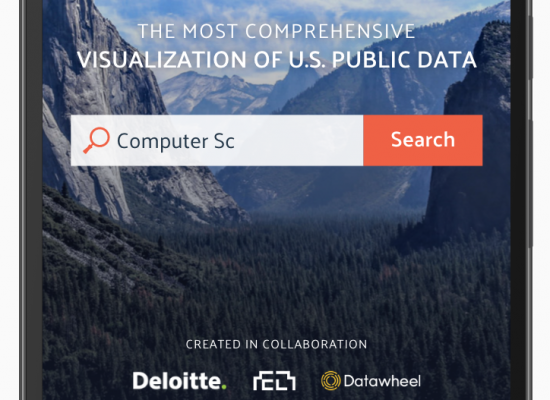 THE MOST COMPREHENSIVE
VISUALIZATION OF U.S. PUBLIC DATA
Computer Sc
Search
CREATED IN COLLABORATION
Deloitte.
Datawheel